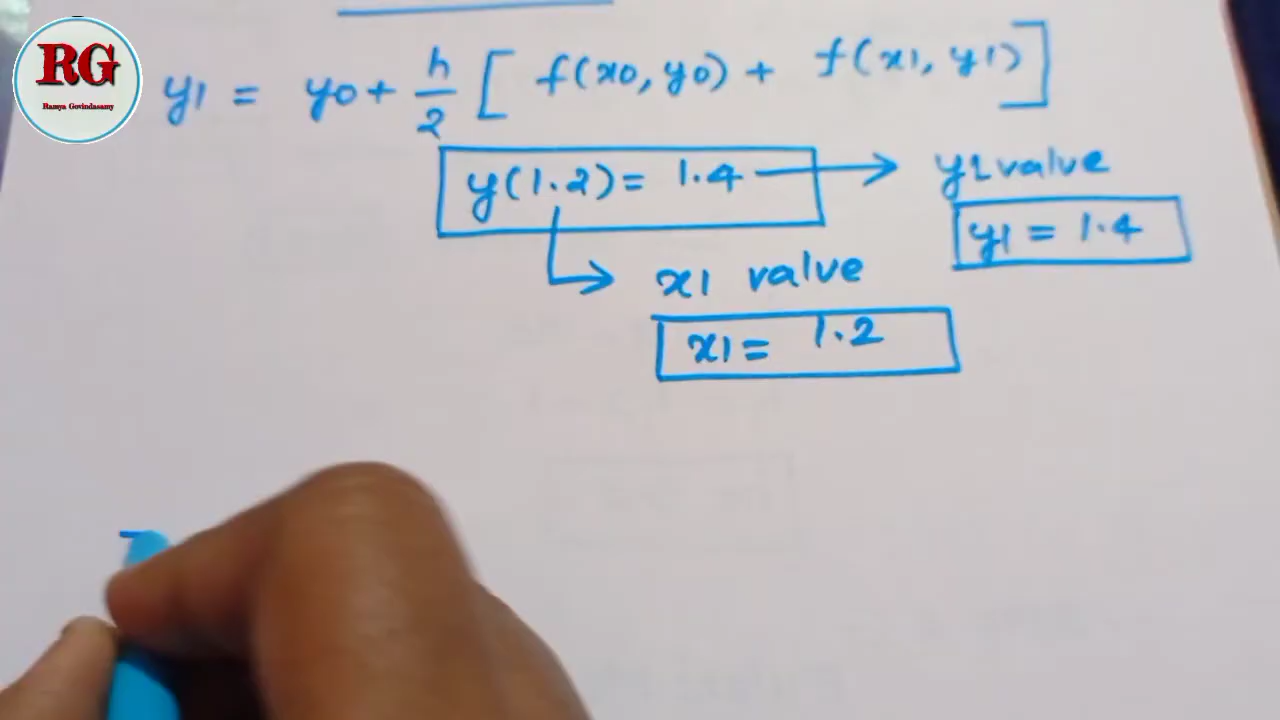 RG
Ramya Govindasamy
y1 = y0 + h/2 [ f(x0, y0) + f(x1, y1) ]
y(1.2) = 1.4 → y1 value
y1 = 1.4
x1 value
x1 = 1.2